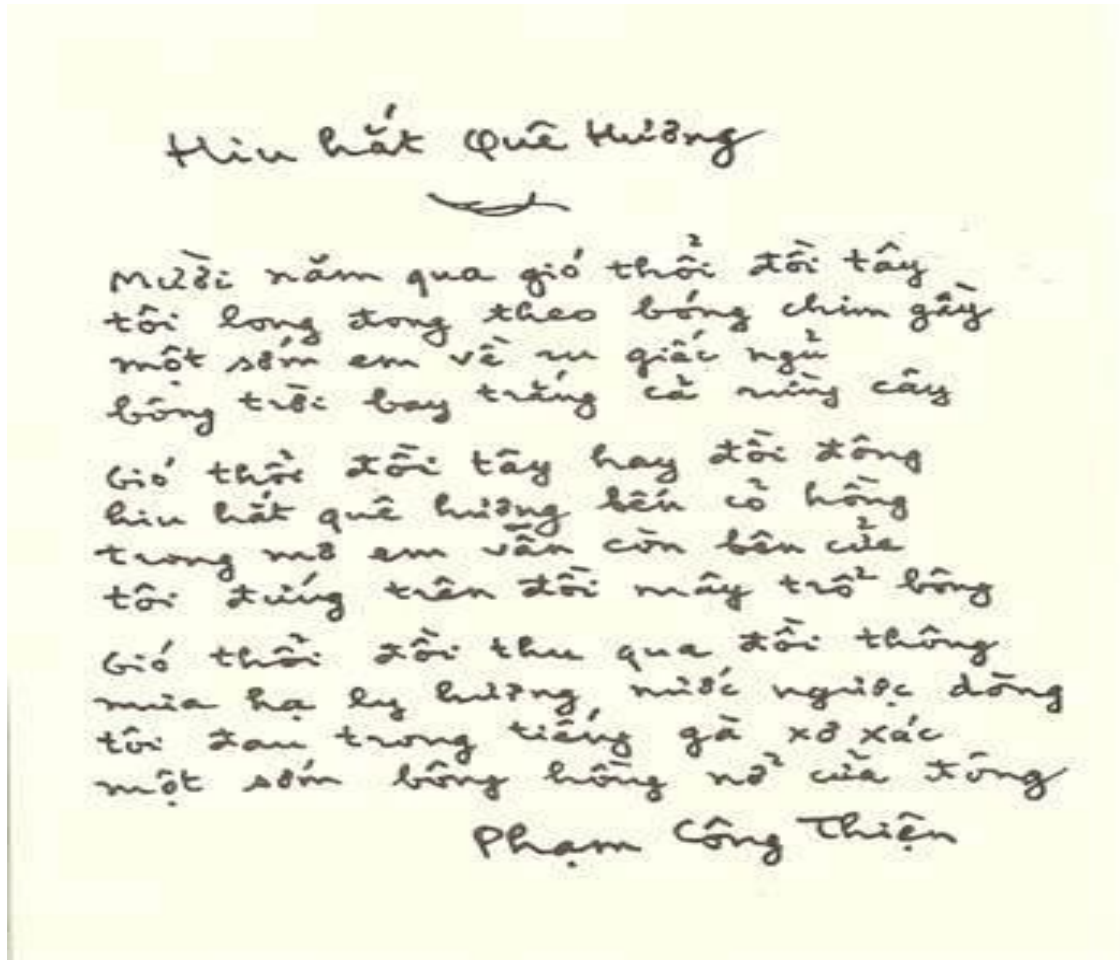 Hiu hắt Quê Hương
Mười năm qua gió thổi đồi tây
tôi long đong theo bóng chim gầy
một sớm em về ru giấc ngủ
bông trời bay trắng cả rừng cây
Gió thổi đồi tây hay đồi đông
hiu hắt quê hương bến cỏ hồng
trong mơ em vẫn còn bên cửa
tôi đứng trên đồi mây trổ bông
Gió thổi đồi thu qua đồi thông
mưa hạ ly hương nước ngược dòng
tôi đau trong tiếng gà xơ xác
một sớm bông hồng nở cửa đông
Phạm Công Thiện